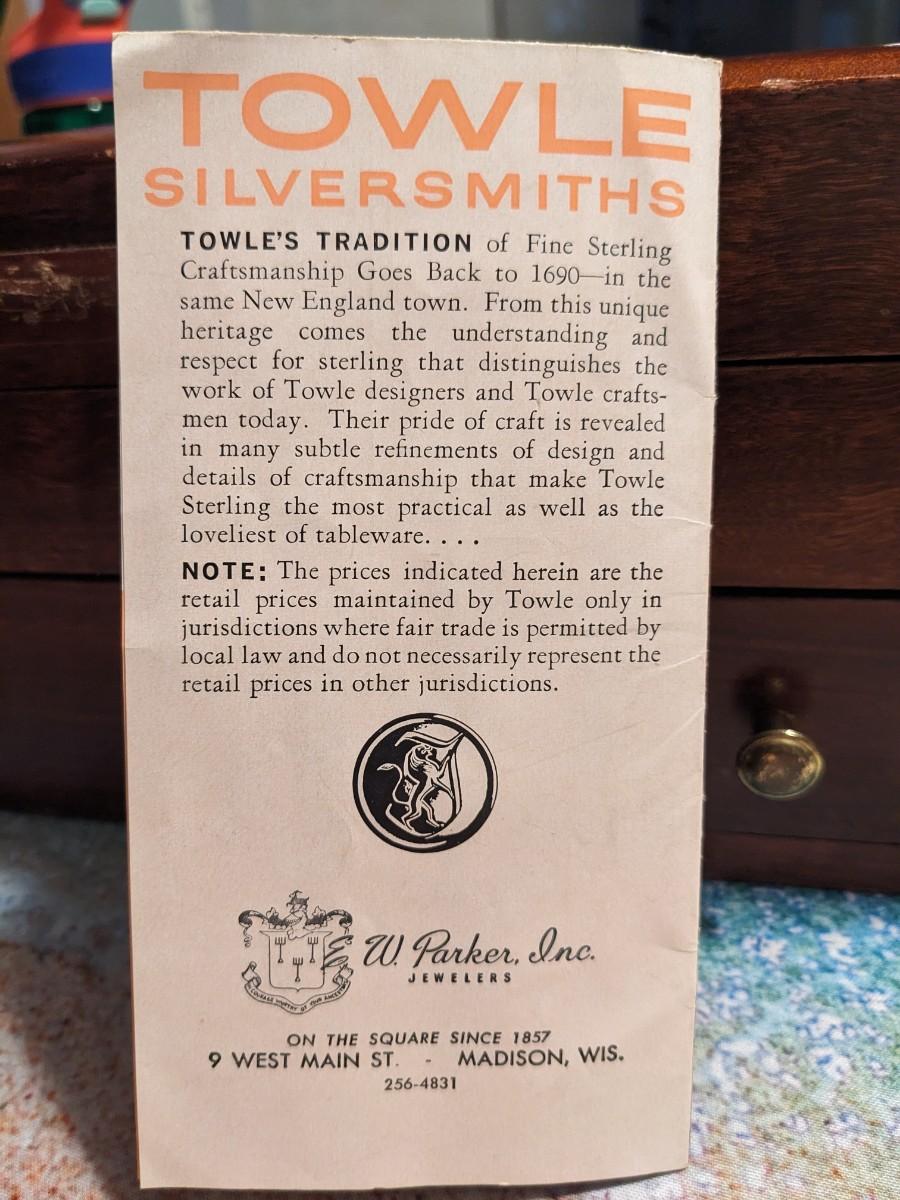 TOWLE
SILVERSMITHS
TOWLE'S TRADITION of Fine Sterling
Craftsmanship Goes Back to 1690—in the
same New England town. From this unique
heritage comes the understanding and
respect for sterling that distinguishes the
work of Towle designers and Towle crafts-
men today. Their pride of craft is revealed
in many subtle refinements of design and
details of craftsmanship that make Towle
Sterling the most practical as well as the
loveliest of tableware. . . .
NOTE: The prices indicated herein are the
retail prices maintained by Towle only in
jurisdictions where fair trade is permitted by
local law and do not necessarily represent the
retail prices in other jurisdictions.
E. W. Parker, Inc.
JEWELERS
COURAGE WORTHY OF OUR ANCESTORS
ON THE SQUARE SINCE 1857
9 WEST MAIN ST. - MADISON, WIS.
256-4831